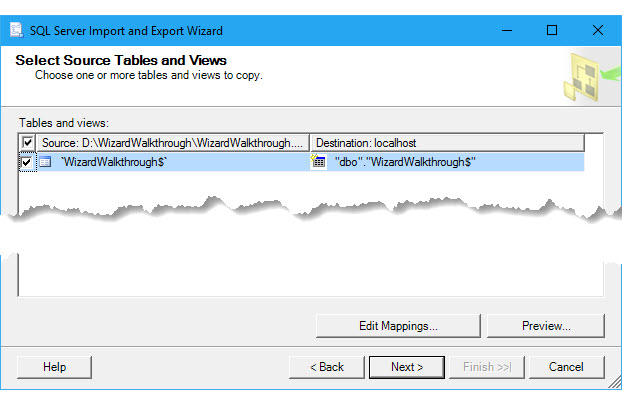 SQL Server Import and Export Wizard
Select Source Tables and Views
Choose one or more tables and views to copy.
Tables and views:
Source: D:\WizardWalkthrough\WizardWalkthrough.... Destination: localhost
`WizardWalkthrough$` "dbo"."WizardWalkthrough$"
Edit Mappings... Preview...
Help < Back Next > Finish >>| Cancel